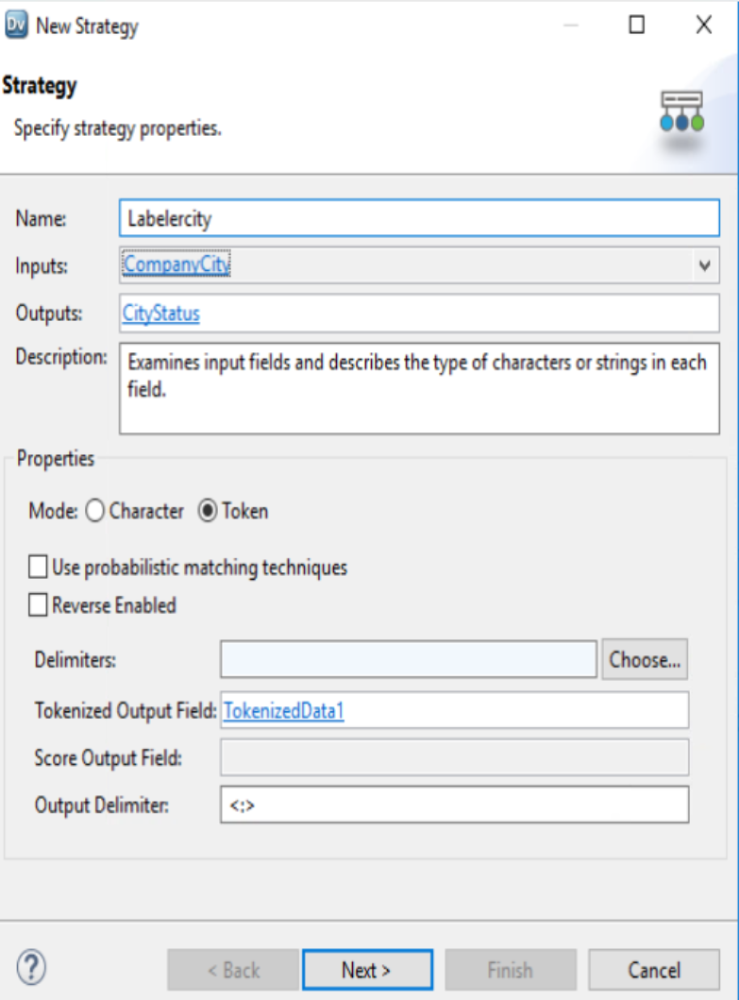 Dv New Strategy
Strategy
Specify strategy properties.
Name: Labelercity
Inputs: CompanyCity
Outputs: CityStatus
Description: Examines input fields and describes the type of characters or strings in each
field.
Properties
Mode: Character Token
Use probabilistic matching techniques
Reverse Enabled
Delimiters: Choose...
Tokenized Output Field: TokenizedData1
Score Output Field:
Output Delimiter: <:>
? < Back Next > Finish Cancel